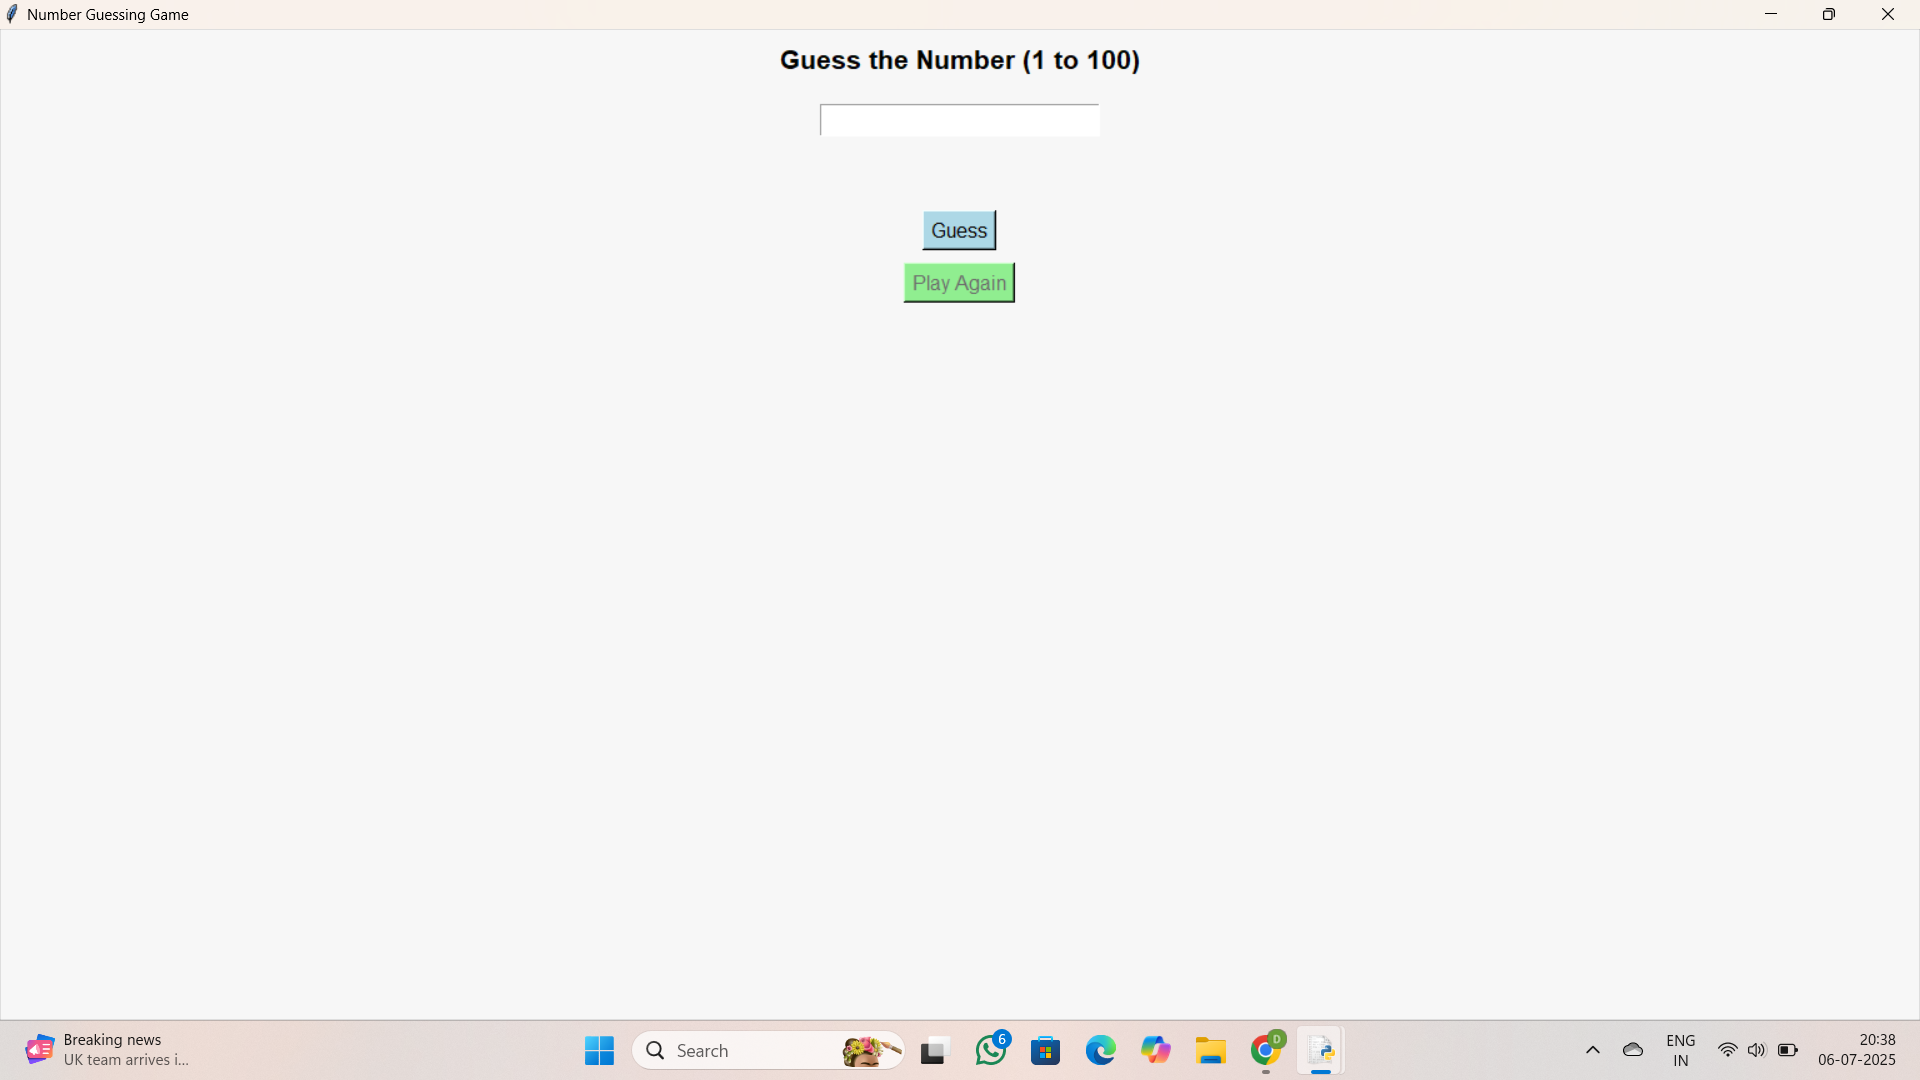 Number Guessing Game
Guess the Number (1 to 100)
Guess
Play Again
Breaking news
UK team arrives i...
Search
6
D
ENG
IN
20:38
06-07-2025